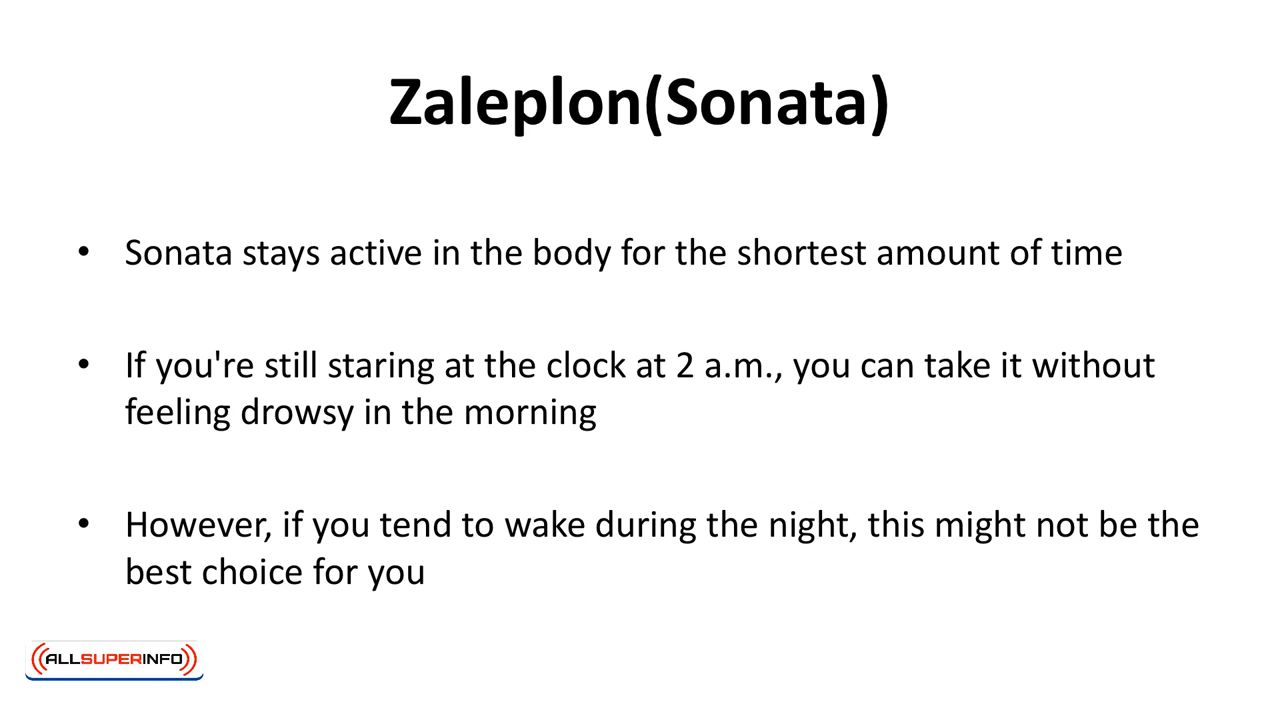 Zaleplon(Sonata)
• Sonata stays active in the body for the shortest amount of time
• If you're still staring at the clock at 2 a.m., you can take it without
feeling drowsy in the morning
• However, if you tend to wake during the night, this might not be the
best choice for you
ALLSUPERINFO